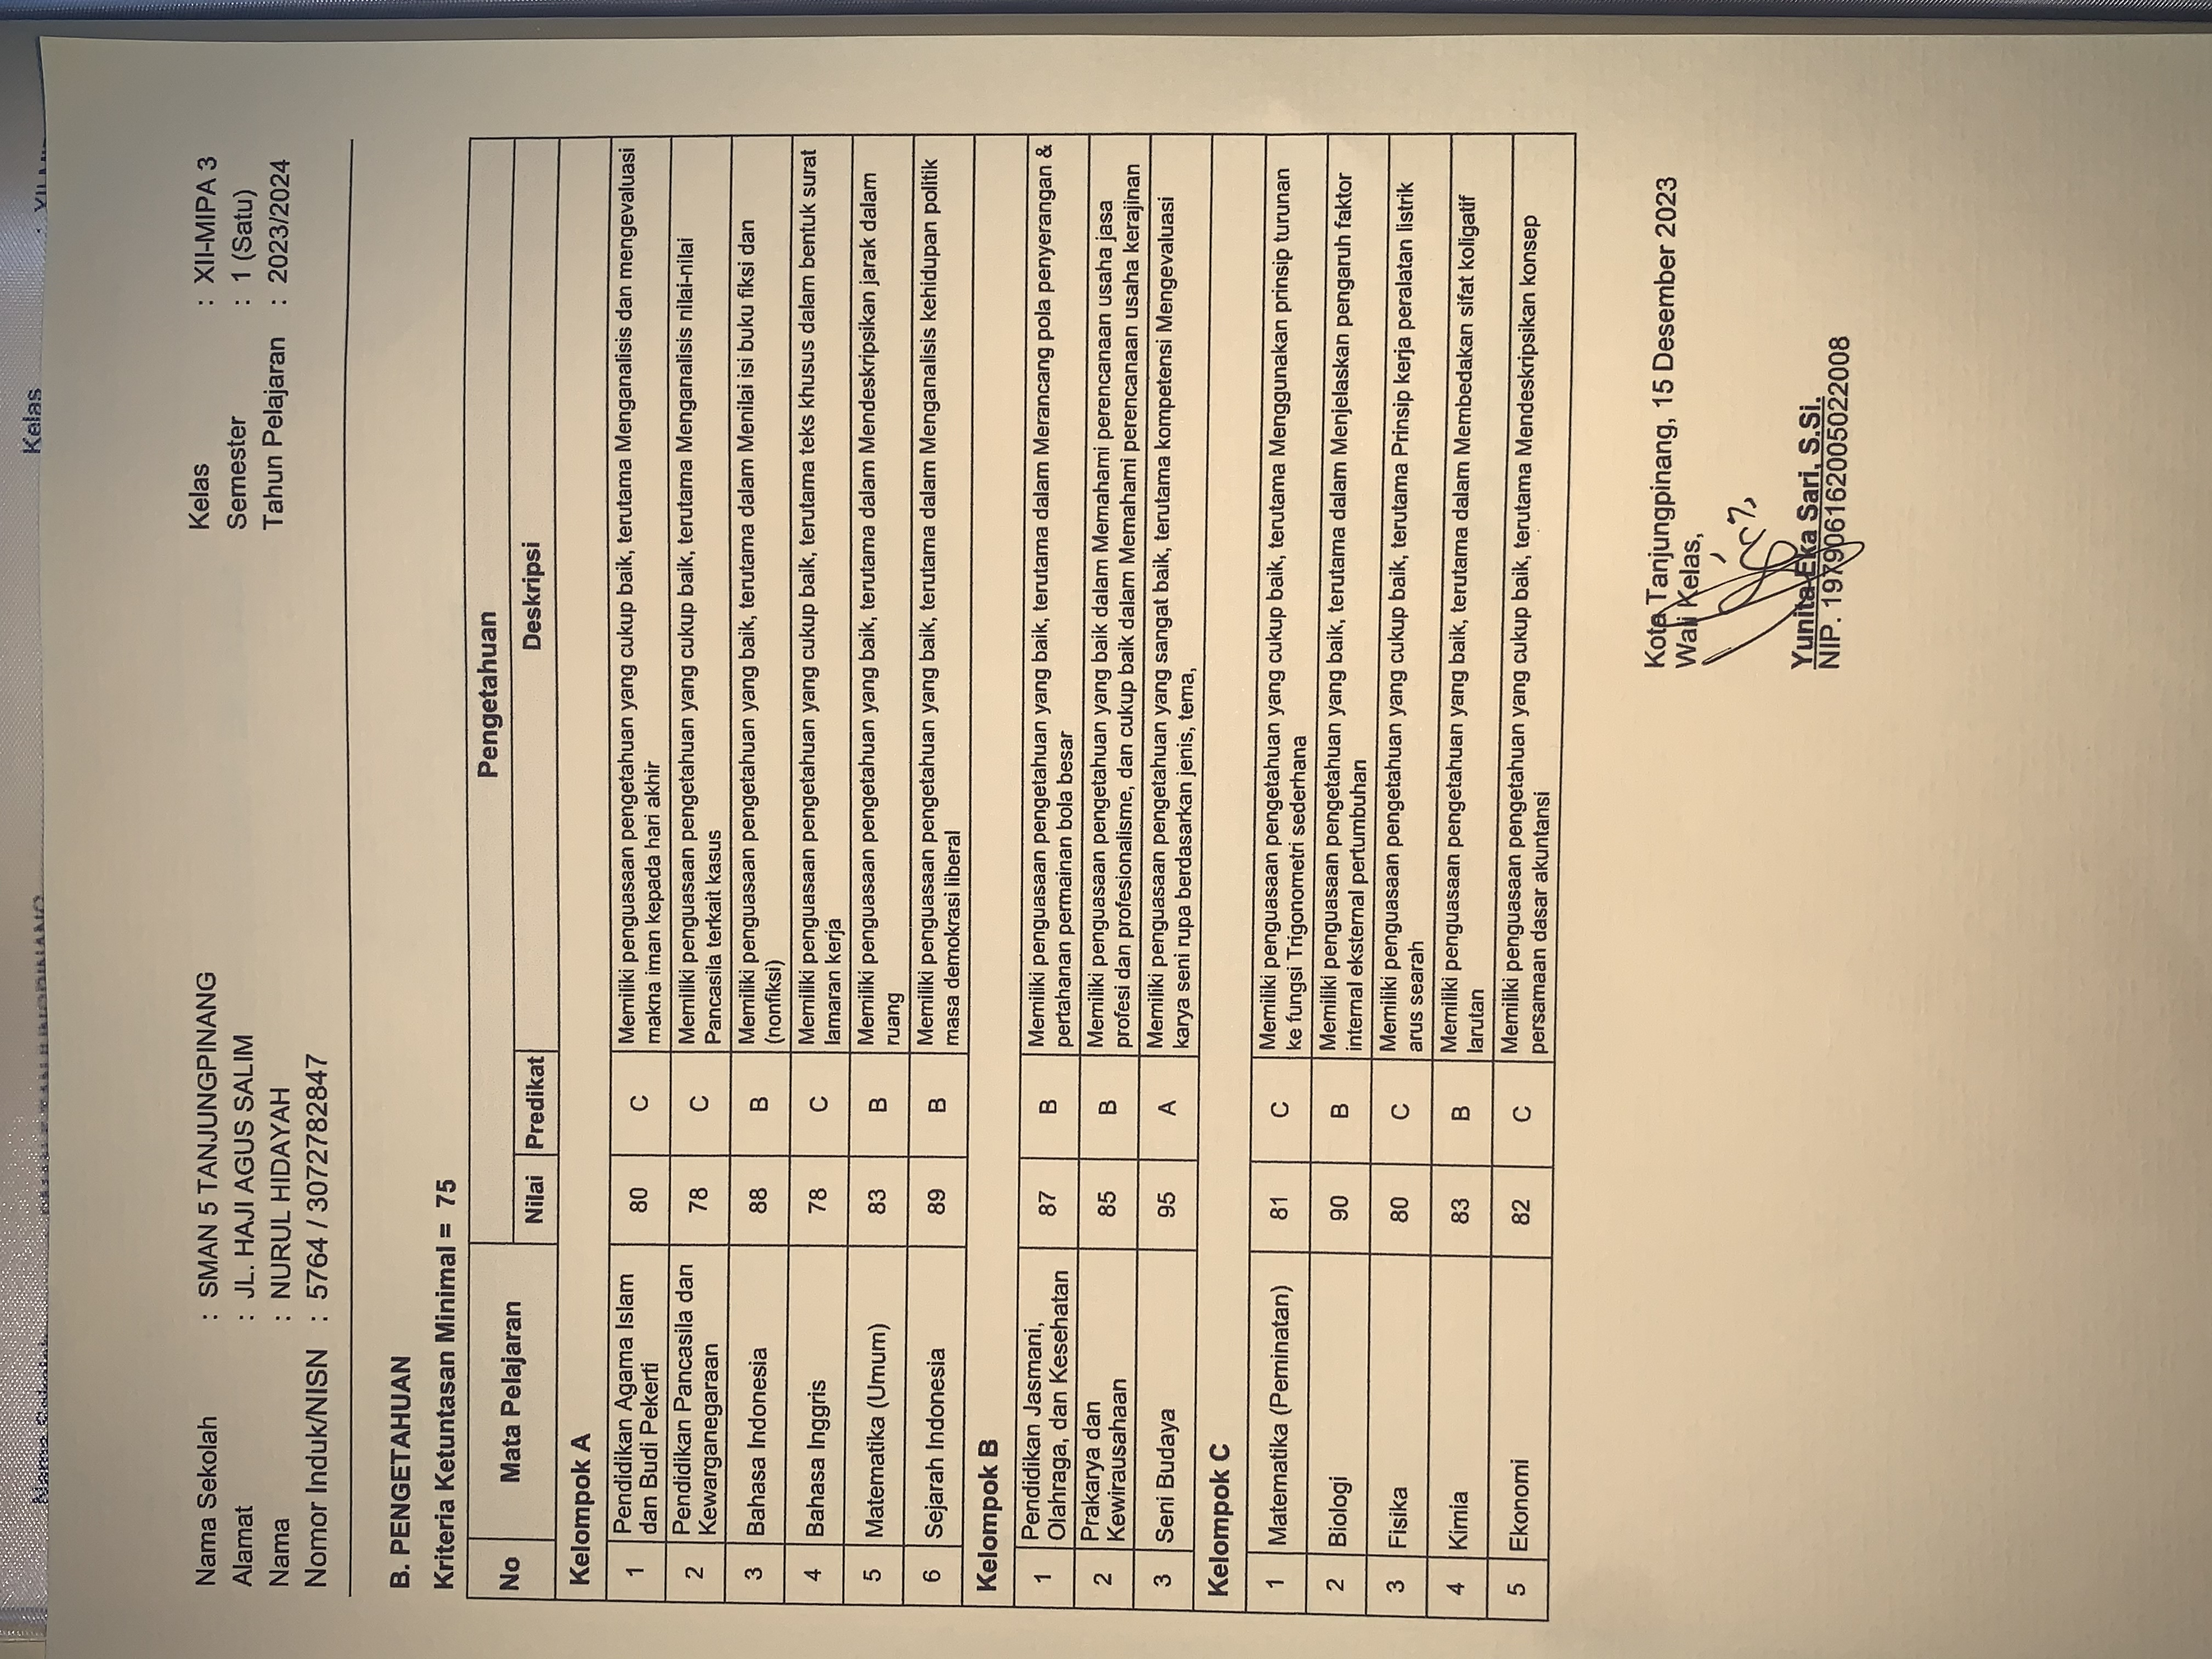 Kelas
Nama Sekolah : SMAN 5 TANJUNGPINANG
Alamat : JL. HAJI AGUS SALIM
Nama : NURUL HIDAYAH
Nomor Induk/NISN : 5764 / 3072782847
Kelas : XII-MIPA 3
Semester : 1 (Satu)
Tahun Pelajaran : 2023/2024
B. PENGETAHUAN
Kriteria Ketuntasan Minimal = 75
No Mata Pelajaran Pengetahuan
Nilai Predikat Deskripsi
Kelompok A
1 Pendidikan Agama Islam dan Budi Pekerti 80 C Memiliki penguasaan pengetahuan yang cukup baik, terutama Menganalisis dan mengevaluasi
makna iman kepada hari akhir
2 Pendidikan Pancasila dan Kewarganegaraan 78 C Memiliki penguasaan pengetahuan yang cukup baik, terutama Menganalisis nilai-nilai
Pancasila terkait kasus
3 Bahasa Indonesia 88 B Memiliki penguasaan pengetahuan yang baik, terutama dalam Menilai isi buku fiksi dan
(nonfiksi)
4 Bahasa Inggris 78 C Memiliki penguasaan pengetahuan yang cukup baik, terutama teks khusus dalam bentuk surat
lamaran kerja
5 Matematika (Umum) 83 B Memiliki penguasaan pengetahuan yang baik, terutama dalam Mendeskripsikan jarak dalam
ruang
6 Sejarah Indonesia 89 B Memiliki penguasaan pengetahuan yang baik, terutama dalam Menganalisis kehidupan politik
masa demokrasi liberal
Kelompok B
1 Pendidikan Jasmani, Olahraga, dan Kesehatan 87 B Memiliki penguasaan pengetahuan yang baik, terutama dalam Merancang pola penyerangan &
pertahanan permainan bola besar
2 Prakarya dan Kewirausahaan 85 B Memiliki penguasaan pengetahuan yang baik dalam Memahami perencanaan usaha jasa
profesi dan profesionalisme, dan cukup baik dalam Memahami perencanaan usaha kerajinan
3 Seni Budaya 95 A Memiliki penguasaan pengetahuan yang sangat baik, terutama kompetensi Mengevaluasi
karya seni rupa berdasarkan jenis, tema,
Kelompok C
1 Matematika (Peminatan) 81 C Memiliki penguasaan pengetahuan yang cukup baik, terutama Menggunakan prinsip turunan
ke fungsi Trigonometri sederhana
2 Biologi 90 B Memiliki penguasaan pengetahuan yang baik, terutama dalam Menjelaskan pengaruh faktor
internal eksternal pertumbuhan
3 Fisika 80 C Memiliki penguasaan pengetahuan yang cukup baik, terutama Prinsip kerja peralatan listrik
arus searah
4 Kimia 83 B Memiliki penguasaan pengetahuan yang baik, terutama dalam Membedakan sifat koligatif
larutan
5 Ekonomi 82 C Memiliki penguasaan pengetahuan yang cukup baik, terutama Mendeskripsikan konsep
persamaan dasar akuntansi
Kota Tanjungpinang, 15 Desember 2023
Wali Kelas,
Yunita Eka Sari, S.Si.
NIP. 197906162005022008